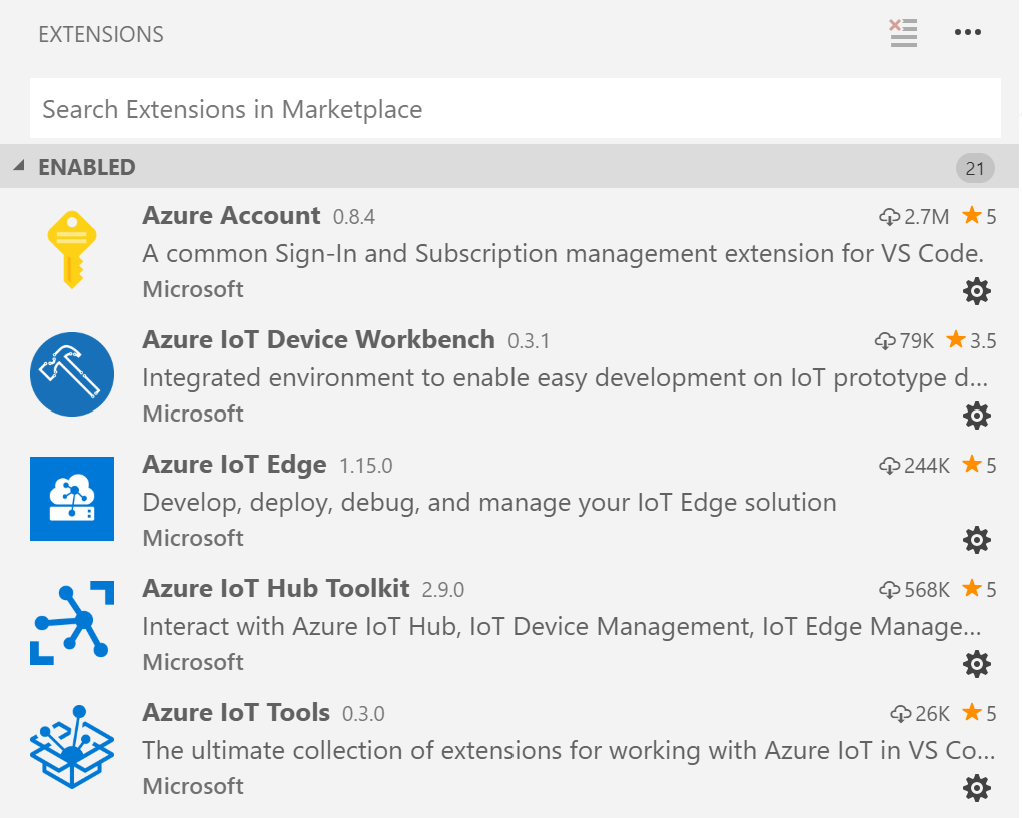 EXTENSIONS
Search Extensions in Marketplace
ENABLED 21
Azure Account 0.8.4 2.7M 5
A common Sign-In and Subscription management extension for VS Code.
Microsoft
Azure IoT Device Workbench 0.3.1 79K 3.5
Integrated environment to enable easy development on IoT prototype d...
Microsoft
Azure IoT Edge 1.15.0 244K 5
Develop, deploy, debug, and manage your IoT Edge solution
Microsoft
Azure IoT Hub Toolkit 2.9.0 568K 5
Interact with Azure IoT Hub, IoT Device Management, IoT Edge Manage...
Microsoft
Azure IoT Tools 0.3.0 26K 5
The ultimate collection of extensions for working with Azure IoT in VS Co...
Microsoft